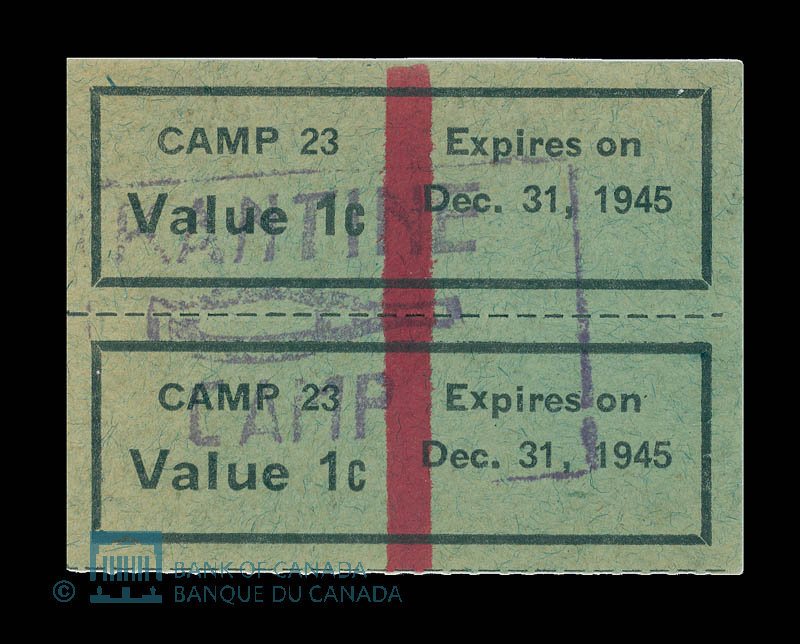 CAMP 23
Value 1c
Expires on
Dec. 31, 1945
CAMP 23
Value 1c
Expires on
Dec. 31, 1945
CAMP
© BANK OF CANADA
BANQUE DU CANADA